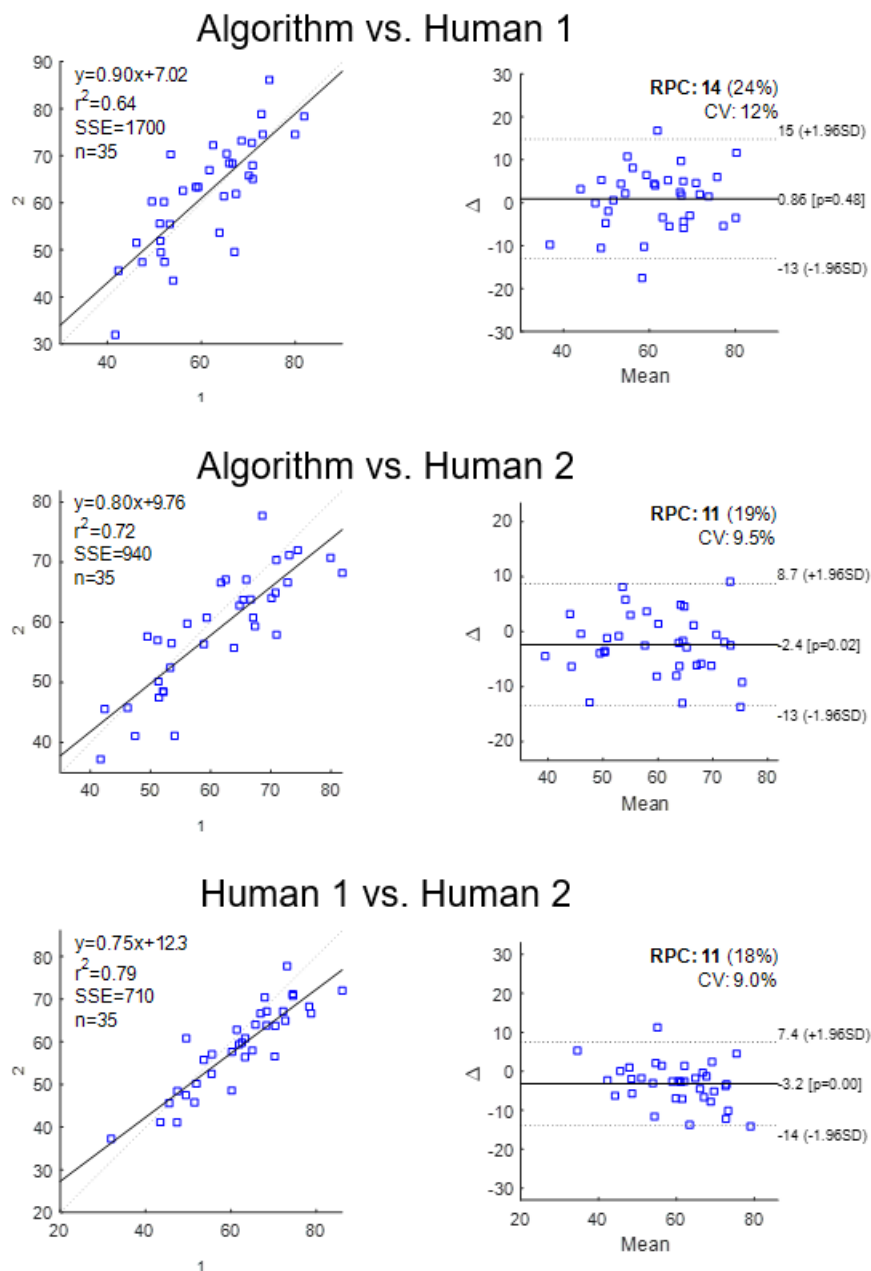 Algorithm vs. Human 1
y=0.90x+7.02
r²=0.64
SSE=1700
n=35
90
80
70
60
50
40
30
40
60
80
2
1
RPC: 14 (24%)
CV: 12%
15 (+1.96SD)
0.86 [p=0.48]
-13 (-1.96SD)
30
20
10
0
-10
-20
-30
40
60
80
Δ
Mean
Algorithm vs. Human 2
y=0.80x+9.76
r²=0.72
SSE=940
n=35
80
70
60
50
40
40
50
60
70
80
2
1
RPC: 11 (19%)
CV: 9.5%
8.7 (+1.96SD)
-2.4 [p=0.02]
-13 (-1.96SD)
20
10
0
-10
-20
40
50
60
70
80
Δ
Mean
Human 1 vs. Human 2
y=0.75x+12.3
r²=0.79
SSE=710
n=35
80
70
60
50
40
30
20
20
40
60
80
2
1
RPC: 11 (18%)
CV: 9.0%
7.4 (+1.96SD)
-3.2 [p=0.00]
-14 (-1.96SD)
30
20
10
0
-10
-20
-30
20
40
60
80
Δ
Mean